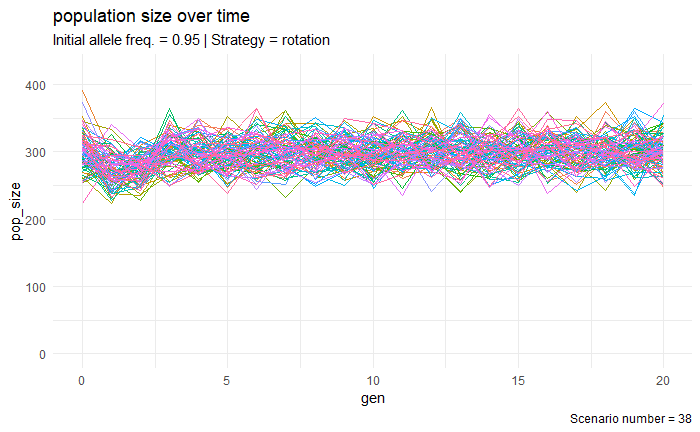 population size over time
Initial allele freq. = 0.95 | Strategy = rotation
400
300
200
100
0
pop_size
0 5 10 15 20
gen
Scenario number = 38